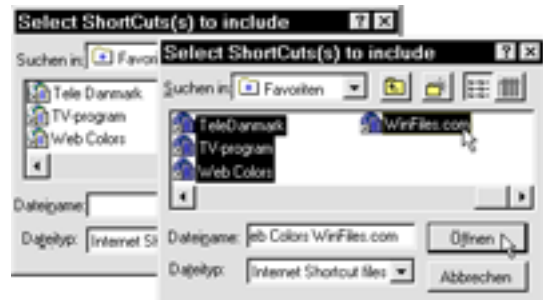 Select ShortCuts(s) to include
Suchen in: Favori
Tele Danmark
TV-program
Web Colors
Dateiname:
Dateityp: Internet Sh
Select ShortCuts(s) to include
Suchen in: Favoriten
TeleDanmark WinFiles.com
TV-program
Web Colors
Dateiname: eb Colors WinFiles.com Öffnen
Dateityp: Internet Shortcut files Abbrechen